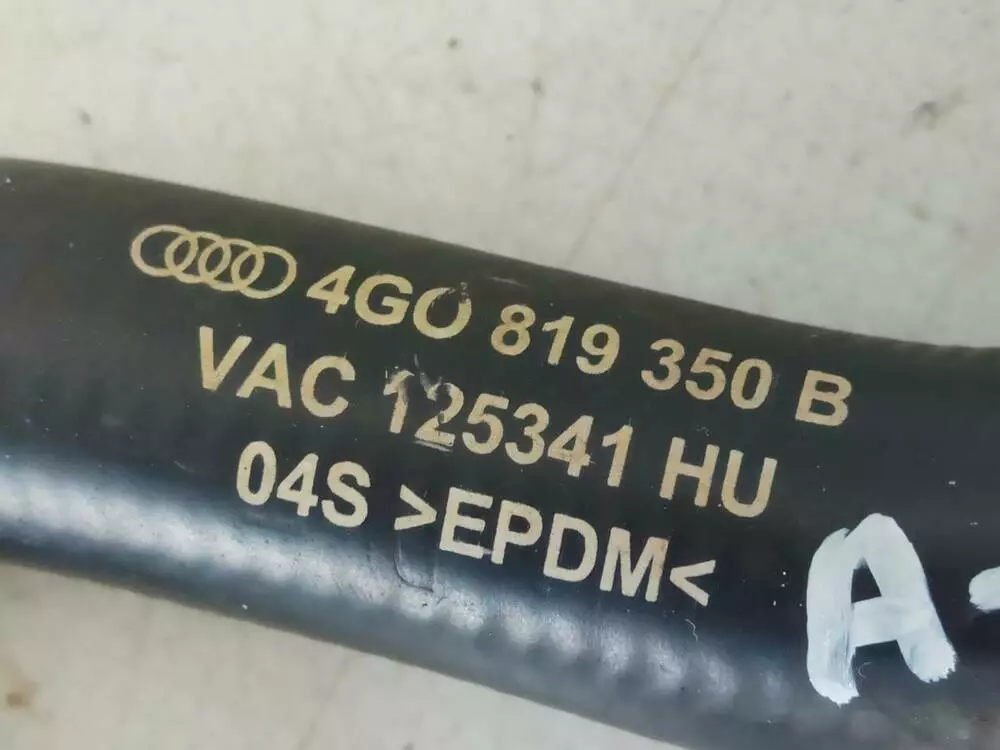 4G0 819 350 B
VAC 125341 HU
04S >EPDM<
A-